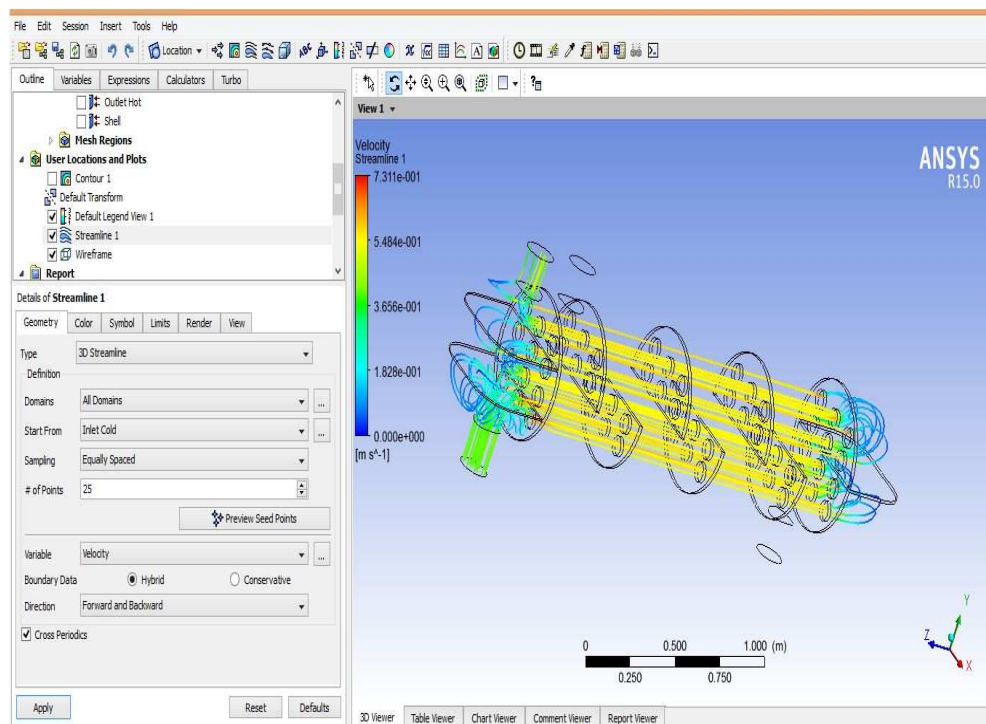 File Edit Session Insert Tools Help
Location
Outline Variables Expressions Calculators Turbo
Outlet Hot
Shell
Mesh Regions
User Locations and Plots
Contour 1
Default Transform
Default Legend View 1
Streamline 1
Wireframe
Report
Details of Streamline 1
Geometry Color Symbol Limits Render View
Type 3D Streamline
Definition
Domains All Domains ...
Start From Inlet Cold ...
Sampling Equally Spaced
# of Points 25
Preview Seed Points
Variable Velocity ...
Boundary Data Hybrid Conservative
Direction Forward and Backward
Cross Periodics
Apply Reset Defaults
View 1
Velocity
Streamline 1
7.311e-001
5.484e-001
3.656e-001
1.828e-001
0.000e+000
[m s^-1]
ANSYS
R15.0
0 0.500 1.000 (m)
0.250 0.750
Y
Z
X
3D Viewer Table Viewer Chart Viewer Comment Viewer Report Viewer